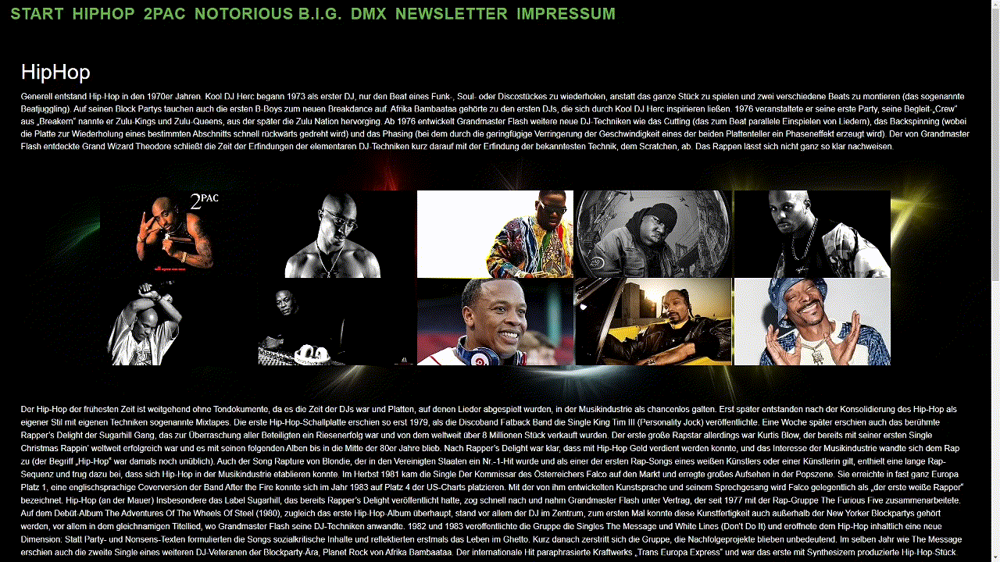 START HIPHOP 2PAC NOTORIOUS B.I.G. DMX NEWSLETTER IMPRESSUM
HipHop
Generell entstand Hip-Hop in den 1970er Jahren. Kool DJ Herc begann 1973 als erster DJ, nur den Beat eines Funk-, Soul- oder Discostückes zu wiederholen, anstatt das ganze Stück zu spielen und zwei verschiedene Beats zu montieren (das sogenannte
Beatjuggling). Auf seinen Block Partys tauchen auch die ersten B-Boys zum neuen Breakdance auf. Afrika Bambaataa gehörte zu den ersten DJs, die sich durch Kool DJ Herc inspirieren ließen. 1976 veranstaltete er seine erste Party, seine Begleit-„Crew“
aus „Breakern“ nannte er Zulu-Kings und Zulu-Queens, aus der später die Zulu Nation hervorging. Ab 1976 entwickelt Grandmaster Flash weitere neue DJ-Techniken wie das Cutting (das zum Beat parallele Einspielen von Liedern), das Backspinning (wobei
die Platte zur Wiederholung eines bestimmten Abschnitts schnell rückwärts gedreht wird) und das Phasing (bei dem durch die geringfügige Verringerung der Geschwindigkeit eines der beiden Plattenteller ein Phaseneffekt erzeugt wird). Der von Grandmaster
Flash entdeckte Grand Wizard Theodore schließt die Zeit der Erfindungen der elementaren DJ-Techniken kurz darauf mit der Erfindung der bekanntesten Technik, dem Scratchen, ab. Das Rappen lässt sich nicht ganz so klar nachweisen.
2PAC
Der Hip-Hop der frühesten Zeit ist weitgehend ohne Tondokumente, da es die Zeit der DJs war und Platten, auf denen Lieder abgespielt wurden, in der Musikindustrie als chancenlos galten. Erst später entstanden nach der Konsolidierung des Hip-Hop als
eigener Stil mit eigenen Techniken sogenannte Mixtapes. Die erste Hip-Hop-Schallplatte erschien so erst 1979, als die Discoband Fatback Band die Single King Tim III (Personality Jock) veröffentlichte. Eine Woche später erschien auch das berühmte
Rapper’s Delight der Sugarhill Gang, das zur Überraschung aller Beteiligten ein Riesenerfolg war und von dem weltweit über 8 Millionen Stück verkauft wurden. Der erste große Rapstar allerdings war Kurtis Blow, der bereits mit seiner ersten Single
Christmas Rappin’ weltweit erfolgreich war und es mit seinen folgenden Alben bis in die Mitte der 80er Jahre blieb. Nach Rapper’s Delight war klar, dass mit Hip-Hop Geld verdient werden konnte, und das Interesse der Musikindustrie wandte sich dem Rap
zu (der Begriff „Hip-Hop“ war damals noch unüblich). Auch der Song Rapture von Blondie, der in den Vereinigten Staaten ein Nr.-1-Hit wurde und als einer der ersten Rap-Songs eines weißen Künstlers oder einer Künstlerin gilt, enthielt eine lange Rap-
Sequenz und trug dazu bei, dass sich Hip-Hop in der Musikindustrie etablieren konnte. Im Herbst 1981 kam die Single Der Kommissar des Österreichers Falco auf den Markt und erregte großes Aufsehen in der Popszene. Sie erreichte in fast ganz Europa
Platz 1, eine englischsprachige Coverversion der Band After the Fire konnte sich im Jahr 1983 auf Platz 4 der US-Charts platzieren. Mit der von ihm entwickelten Kunstsprache und seinem Sprechgesang wird Falco gelegentlich als „der erste weiße Rapper“
bezeichnet. Hip-Hop (an der Mauer) Insbesondere das Label Sugarhill, das bereits Rapper’s Delight veröffentlicht hatte, zog schnell nach und nahm Grandmaster Flash unter Vertrag, der seit 1977 mit der Rap-Gruppe The Furious Five zusammenarbeitete.
Auf dem Debüt-Album The Adventures Of The Wheels Of Steel (1980), zugleich das erste Hip-Hop-Album überhaupt, stand vor allem der DJ im Zentrum, zum ersten Mal konnte diese Kunstfertigkeit auch außerhalb der New Yorker Blockpartys gehört
werden, vor allem in dem gleichnamigen Titellied, wo Grandmaster Flash seine DJ-Techniken anwandte. 1982 und 1983 veröffentlichte die Gruppe die Singles The Message und White Lines (Don’t Do It) und eröffnete dem Hip-Hop inhaltlich eine neue
Dimension: Statt Party- und Nonsens-Texten formulierten die Songs sozialkritische Inhalte und reflektierten erstmals das Leben im Ghetto. Kurz danach zerstritt sich die Gruppe, die Nachfolgeprojekte blieben unbedeutend. Im selben Jahr wie The Message
erschien auch die zweite Single eines weiteren DJ-Veteranen der Blockparty-Ära, Planet Rock von Afrika Bambaataa. Der internationale Hit paraphrasierte Kraftwerks „Trans Europa Express“ und war das erste mit Synthesizern produzierte Hip-Hop-Stück.